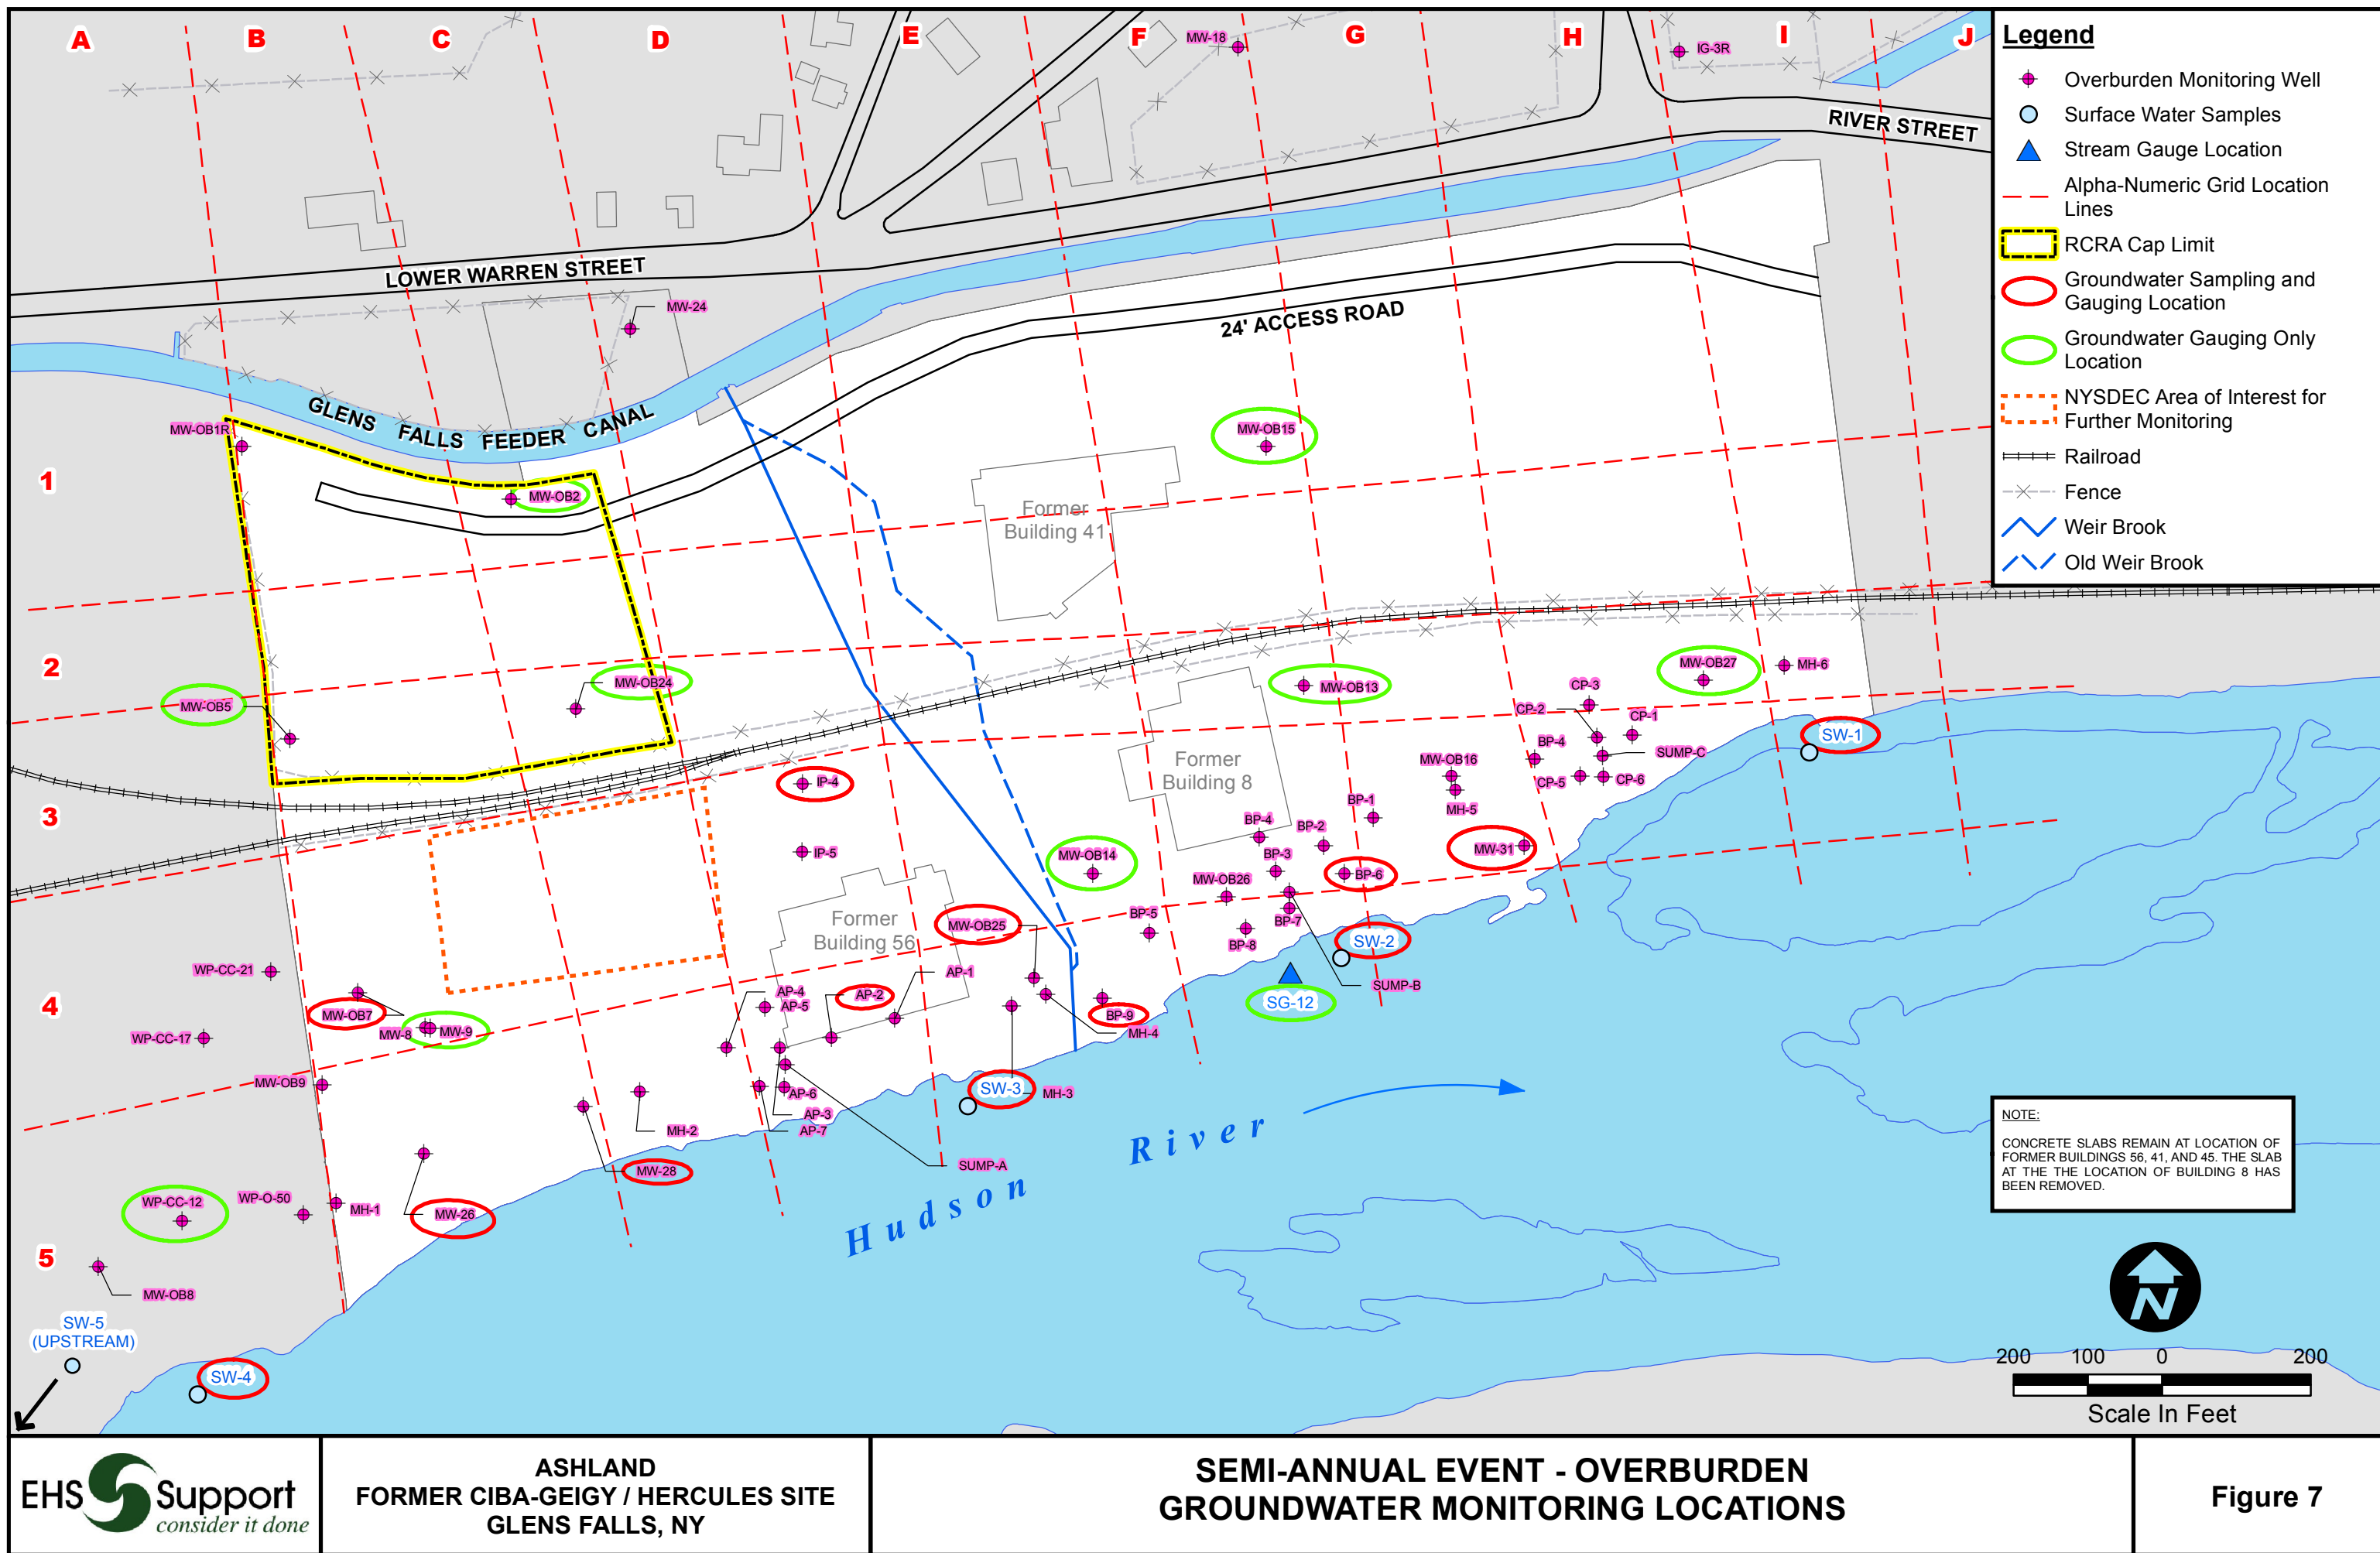 A
B
C
D
E
F
G
H
I
J
MW-18
IG-3R
RIVER STREET
LOWER WARREN STREET
MW-24
24' ACCESS ROAD
GLENS FALLS FEEDER CANAL
MW-OB1R
MW-OB15
1
MW-OB2
Former
Building 41
2
MW-OB5
MW-OB24
MW-OB13
MW-OB27
MH-6
CP-3
CP-2
CP-1
BP-4
SUMP-C
SW-1
MW-OB16
CP-5
CP-6
MH-5
Former
Building 8
IP-4
3
BP-1
BP-4
BP-2
MW-31
IP-5
MW-OB14
BP-3
BP-6
MW-OB26
BP-5
BP-7
BP-8
Former
Building 56
MW-OB25
SW-2
SUMP-B
SG-12
WP-CC-21
4
MW-OB7
MW-8
MW-9
AP-4
AP-5
AP-2
AP-1
BP-9
MH-4
WP-CC-17
MW-OB9
AP-6
AP-3
AP-7
SW-3
MH-3
MH-2
MW-28
SUMP-A
WP-CC-12
WP-O-50
MH-1
MW-26
5
MW-OB8
SW-5
(UPSTREAM)
SW-4
Hudson River
Legend
Overburden Monitoring Well
Surface Water Samples
Stream Gauge Location
Alpha-Numeric Grid Location
Lines
RCRA Cap Limit
Groundwater Sampling and
Gauging Location
Groundwater Gauging Only
Location
NYSDEC Area of Interest for
Further Monitoring
Railroad
Fence
Weir Brook
Old Weir Brook
NOTE:
CONCRETE SLABS REMAIN AT LOCATION OF
FORMER BUILDINGS 56, 41, AND 45. THE SLAB
AT THE THE LOCATION OF BUILDING 8 HAS
BEEN REMOVED.
N
200 100 0 200
Scale In Feet
EHS Support
consider it done
ASHLAND
FORMER CIBA-GEIGY / HERCULES SITE
GLENS FALLS, NY
SEMI-ANNUAL EVENT - OVERBURDEN
GROUNDWATER MONITORING LOCATIONS
Figure 7